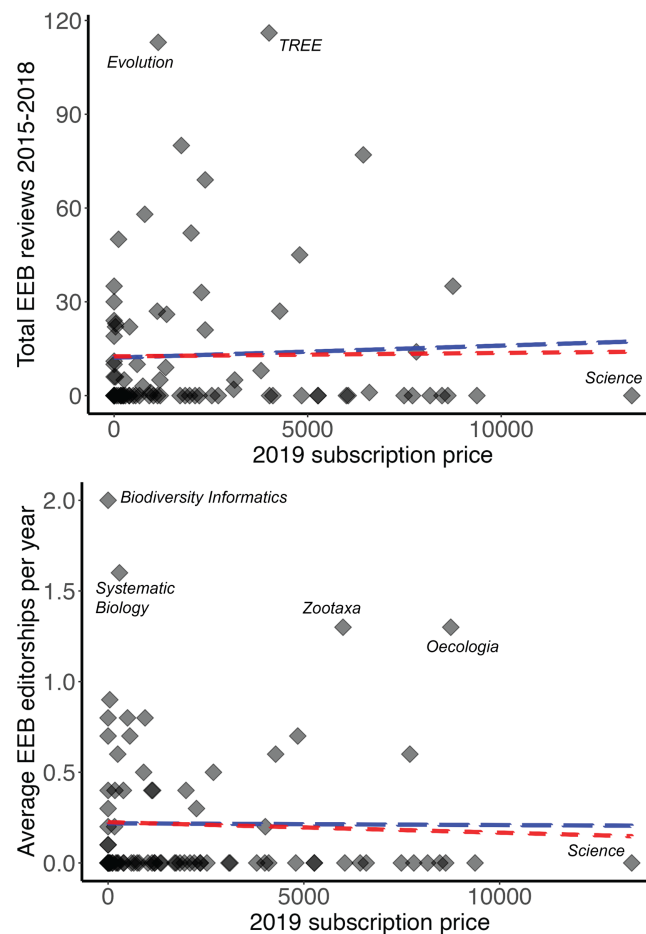 Total EEB reviews 2015-2018
120
90
60
30
0
Evolution
TREE
Science
0
5000
10000
2019 subscription price
Average EEB editorships per year
2.0
1.5
1.0
0.5
0.0
Biodiversity Informatics
Systematic
Biology
Zootaxa
Oecologia
Science
0
5000
10000
2019 subscription price